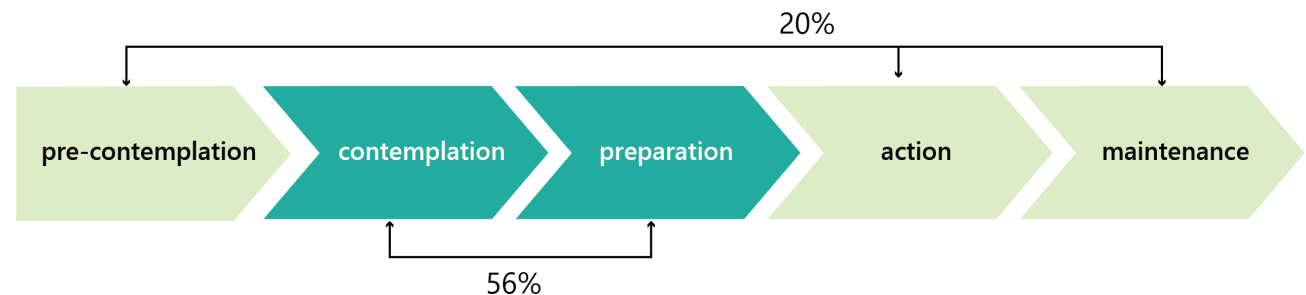 20%
pre-contemplation
contemplation
preparation
action
maintenance
56%